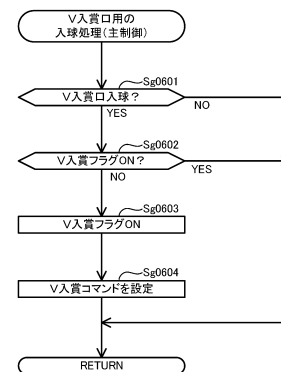 V入賞口用の
入球処理(主制御)
Sg0601
V入賞口入球？
NO
YES
Sg0602
V入賞フラグON？
YES
NO
Sg0603
V入賞フラグON
Sg0604
V入賞コマンドを設定
RETURN